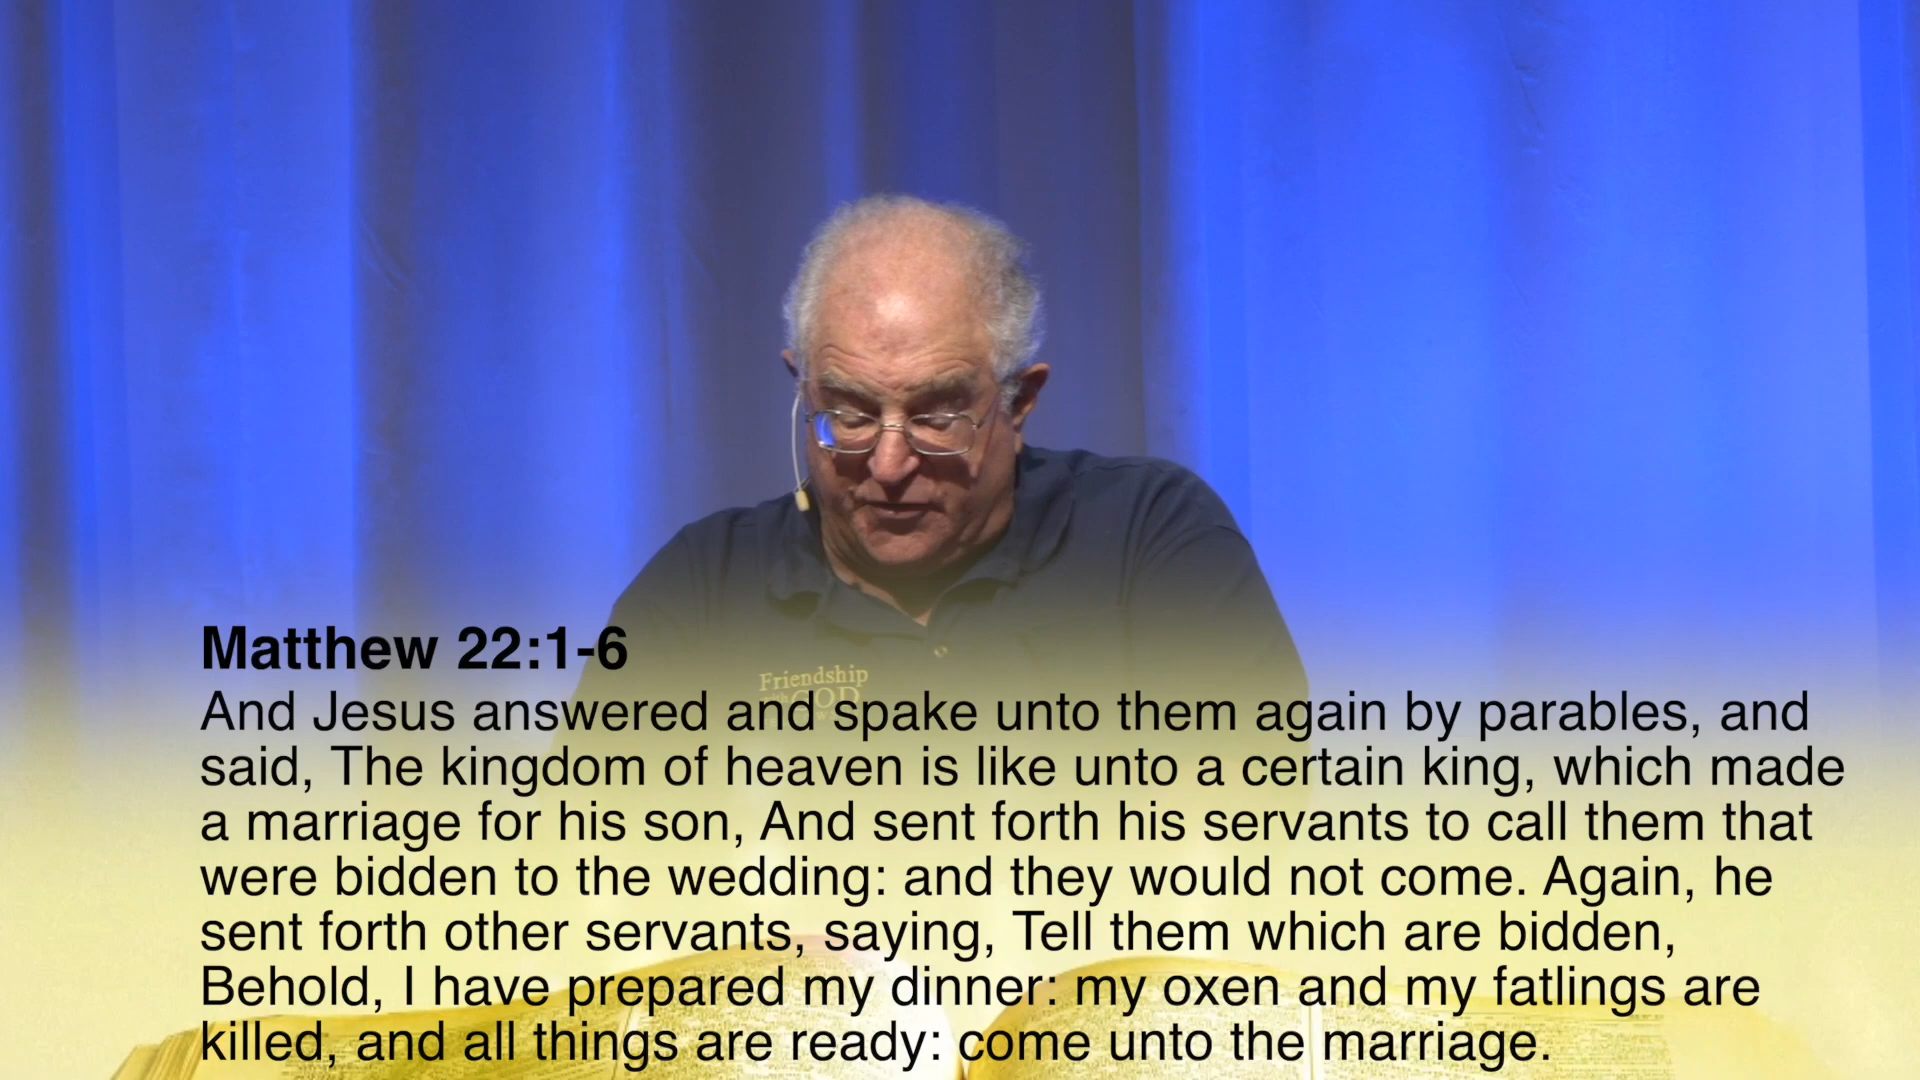 Matthew 22:1-6
Friendship
with GOD
And Jesus answered and spake unto them again by parables, and
said, The kingdom of heaven is like unto a certain king, which made
a marriage for his son, And sent forth his servants to call them that
were bidden to the wedding: and they would not come. Again, he
sent forth other servants, saying, Tell them which are bidden,
Behold, I have prepared my dinner: my oxen and my fatlings are
killed, and all things are ready: come unto the marriage.